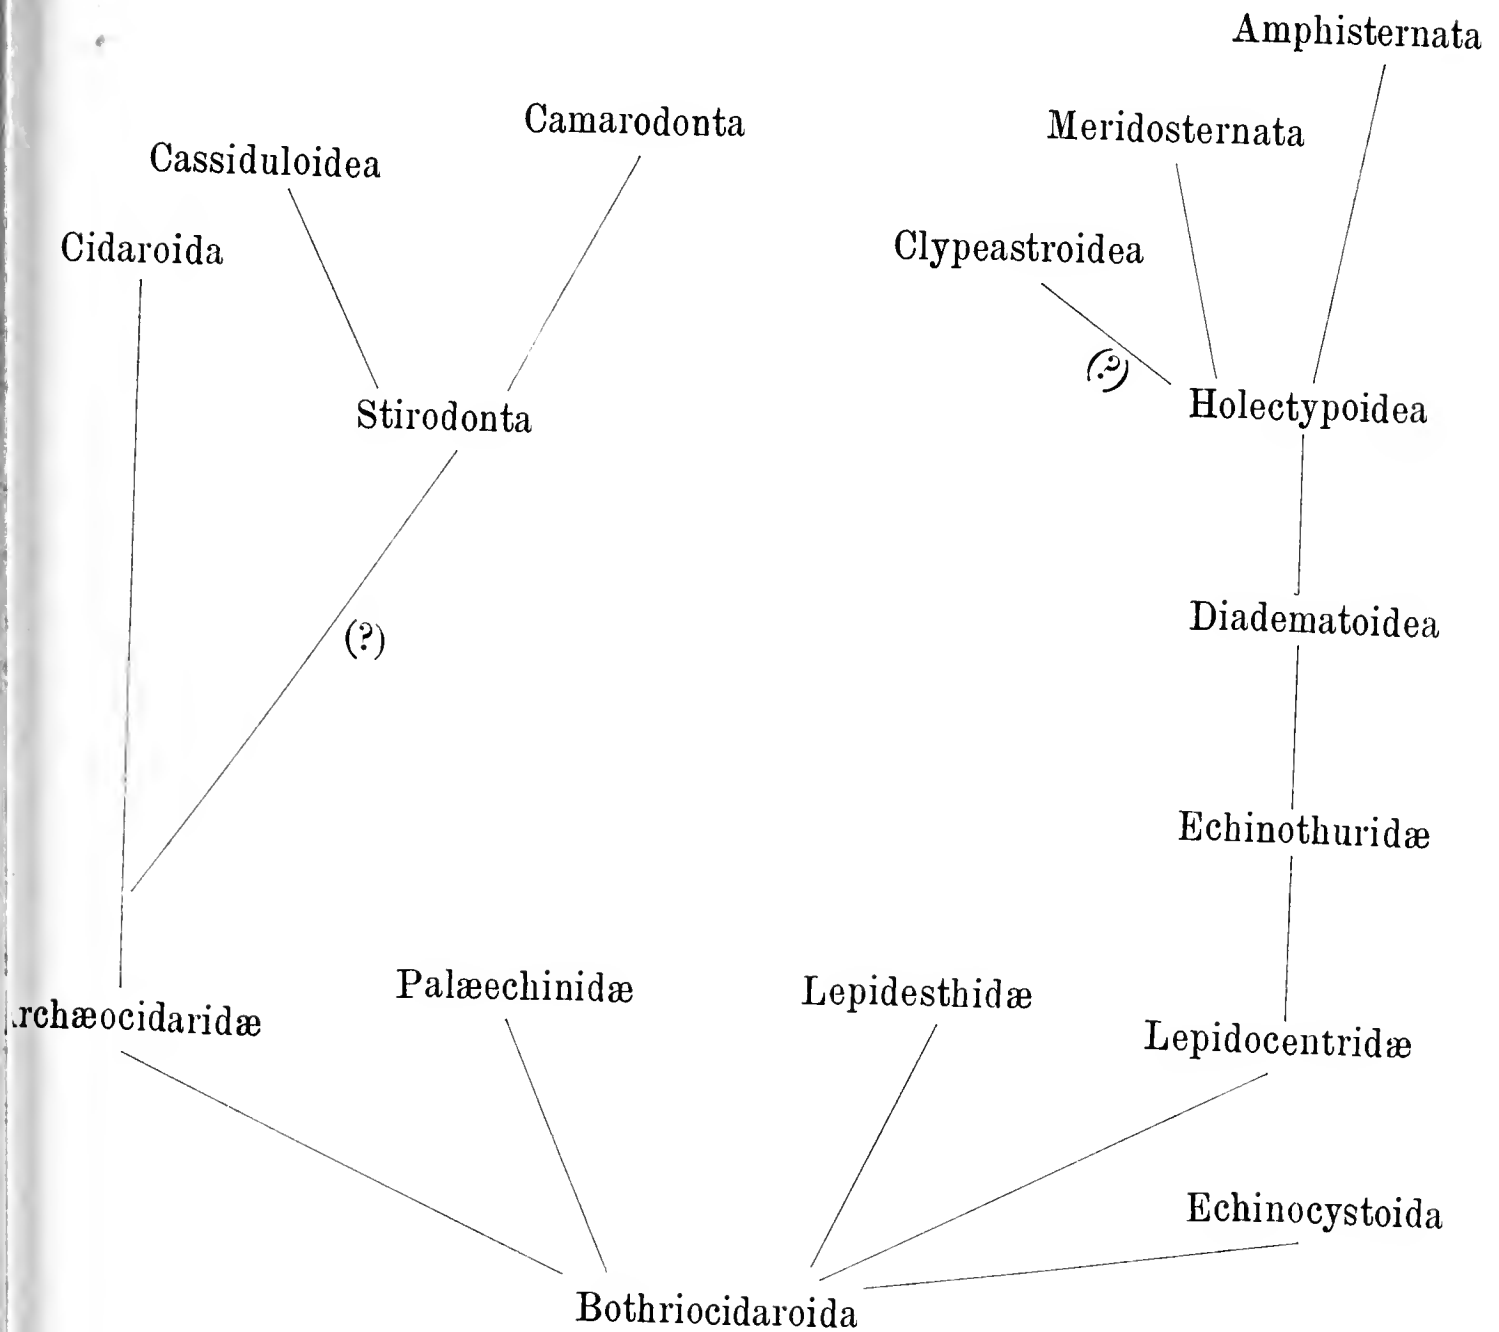 Amphisternata
Camarodonta
Meridosternata
Cassiduloidea
Cidaroida
Clypeastroidea
(?)
Stirodonta
Holectypoidea
(?)
Diadematoidea
Echinothuridæ
Palæechinidæ
Lepidesthidæ
rchæocidaridæ
Lepidocentridæ
Echinocystoida
Bothriocidaroida